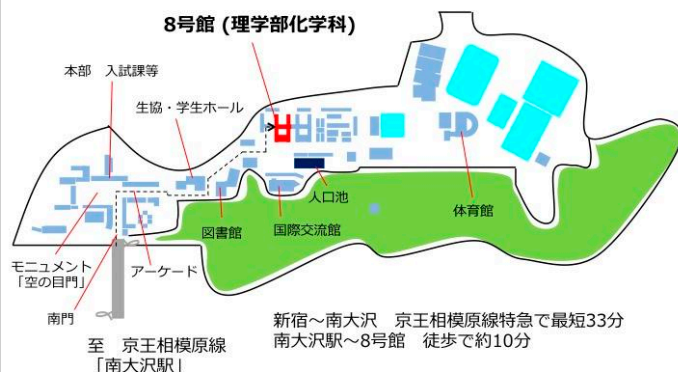 8号館 (理学部化学科)
本部　入試課等
生協・学生ホール
人口池
体育館
図書館
国際交流館
モニュメント
「空の目門」
アーケード
南門
新宿～南大沢　京王相模原線特急で最短33分
南大沢駅～8号館　徒歩で約10分
至　京王相模原線
「南大沢駅」